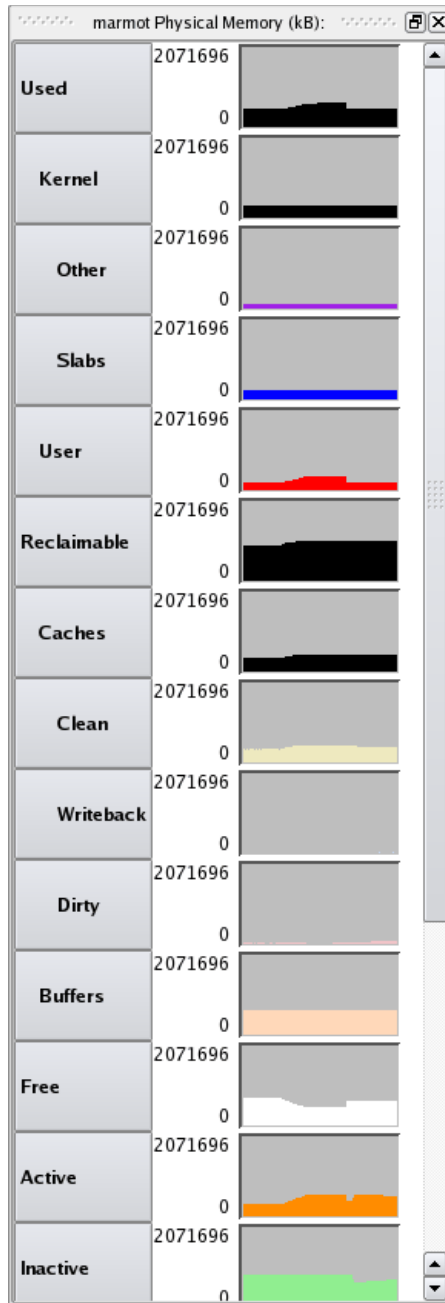 marmot Physical Memory (kB):
2071696
Used
0
2071696
Kernel
0
2071696
Other
0
2071696
Slabs
0
2071696
User
0
2071696
Reclaimable
0
2071696
Caches
0
2071696
Clean
0
2071696
Writeback
0
2071696
Dirty
0
2071696
Buffers
0
2071696
Free
0
2071696
Active
0
2071696
Inactive
0